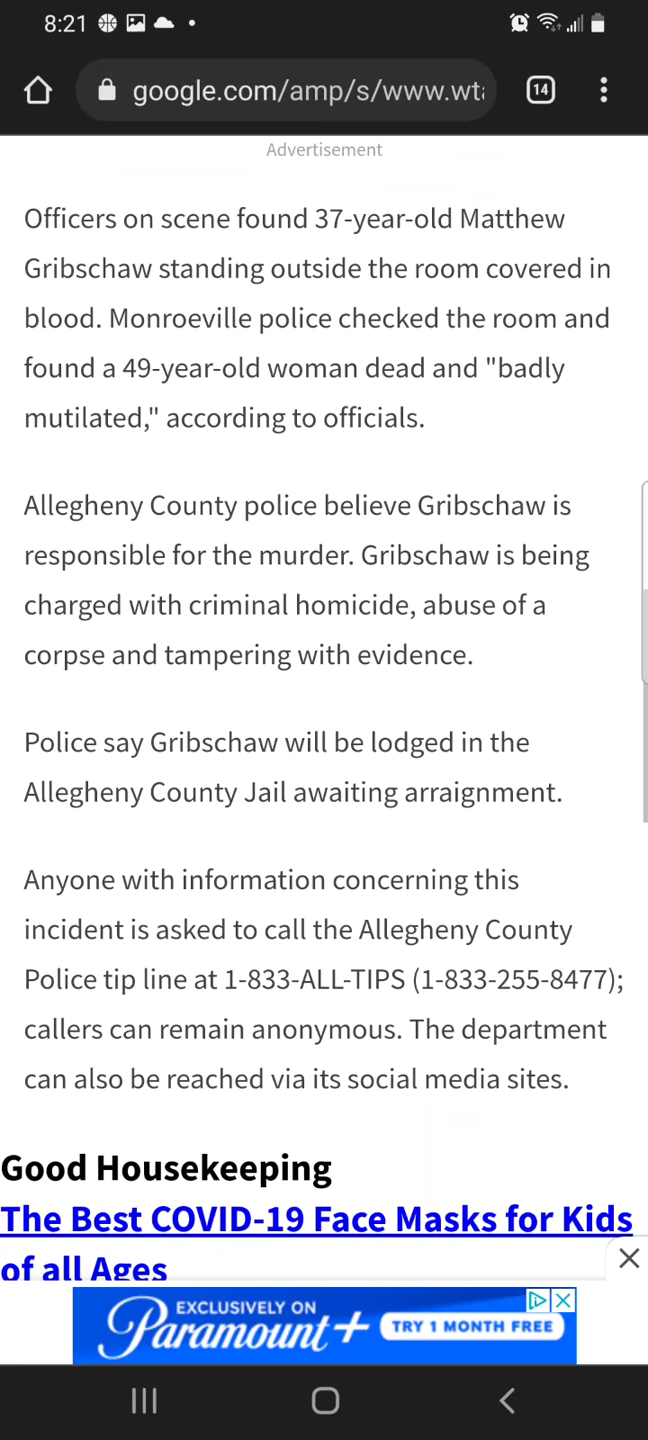 8:21
14
google.com/amp/s/www.wta
Advertisement
Officers on scene found 37-year-old Matthew
Gribschaw standing outside the room covered in
blood. Monroeville police checked the room and
found a 49-year-old woman dead and "badly
mutilated," according to officials.
Allegheny County police believe Gribschaw is
responsible for the murder. Gribschaw is being
charged with criminal homicide, abuse of a
corpse and tampering with evidence.
Police say Gribschaw will be lodged in the
Allegheny County Jail awaiting arraignment.
Anyone with information concerning this
incident is asked to call the Allegheny County
Police tip line at 1-833-ALL-TIPS (1-833-255-8477);
callers can remain anonymous. The department
can also be reached via its social media sites.
Good Housekeeping
The Best COVID-19 Face Masks for Kids
of all Ages
EXCLUSIVELY ON
Paramount+
TRY 1 MONTH FREE